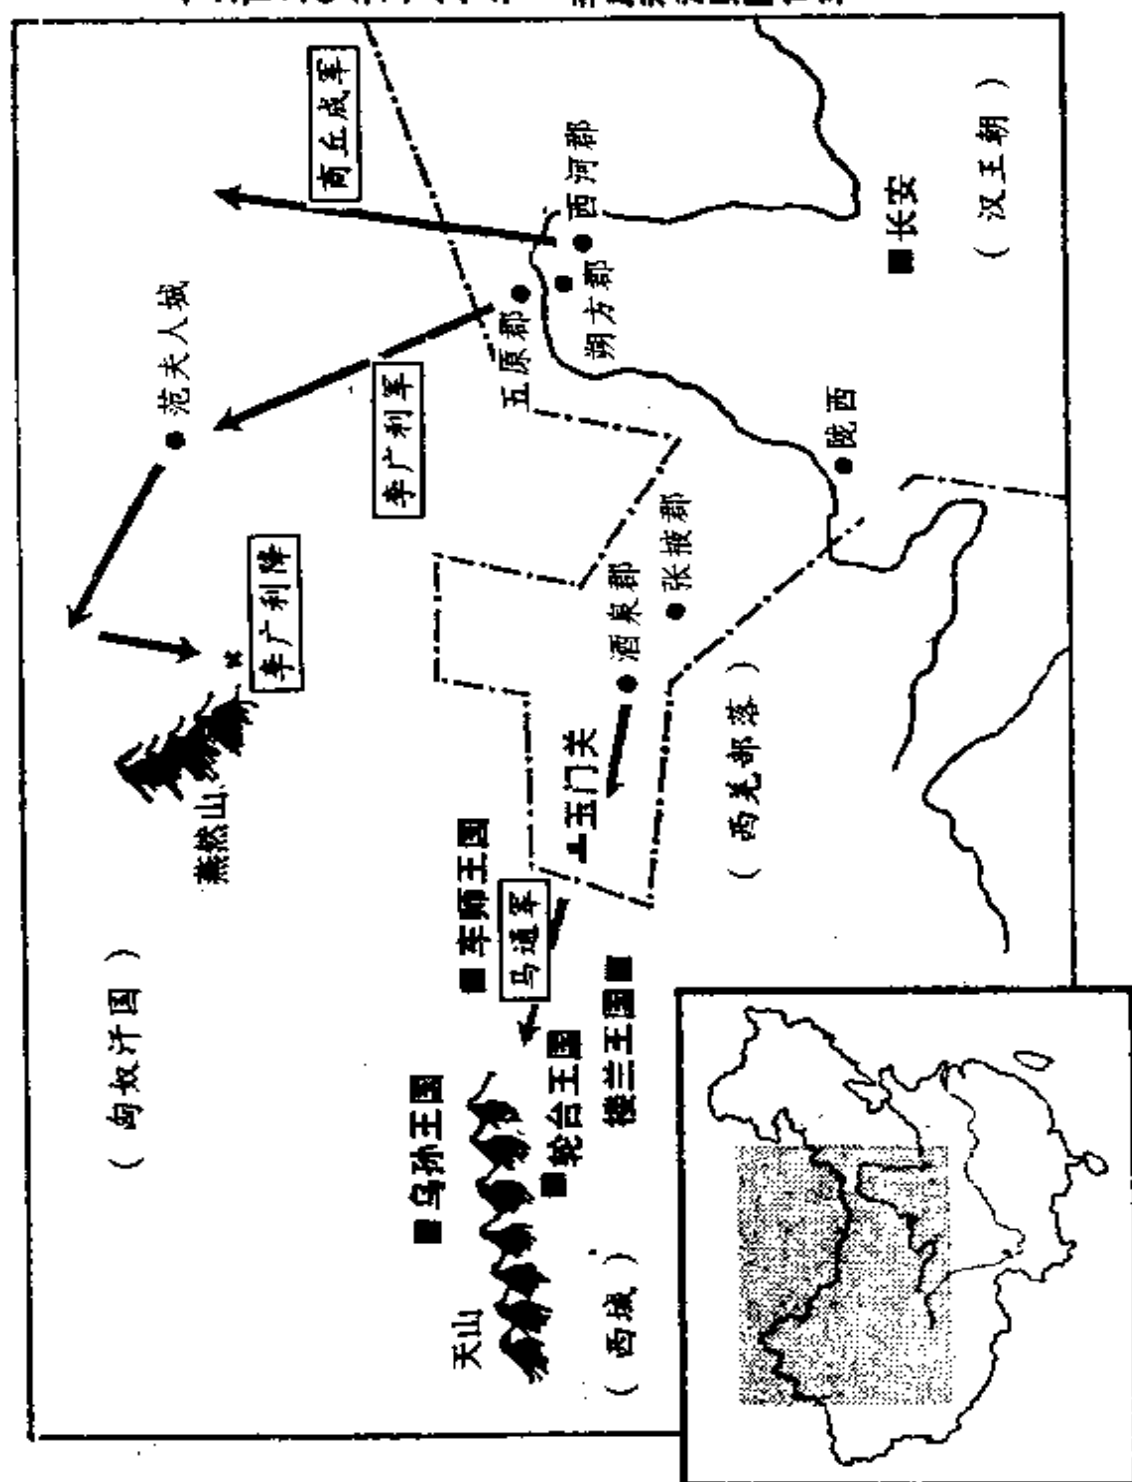 商丘成军
范夫人城
西河郡
朔方郡
五原郡
李广利军
李广利降
燕然山
(匈奴汗国)
(汉王朝)
长安
陇西
张掖郡
酒泉郡
玉门关
(西羌部落)
车师王国
马通军
楼兰王国
轮台王国
乌孙王国
天山
(西域)